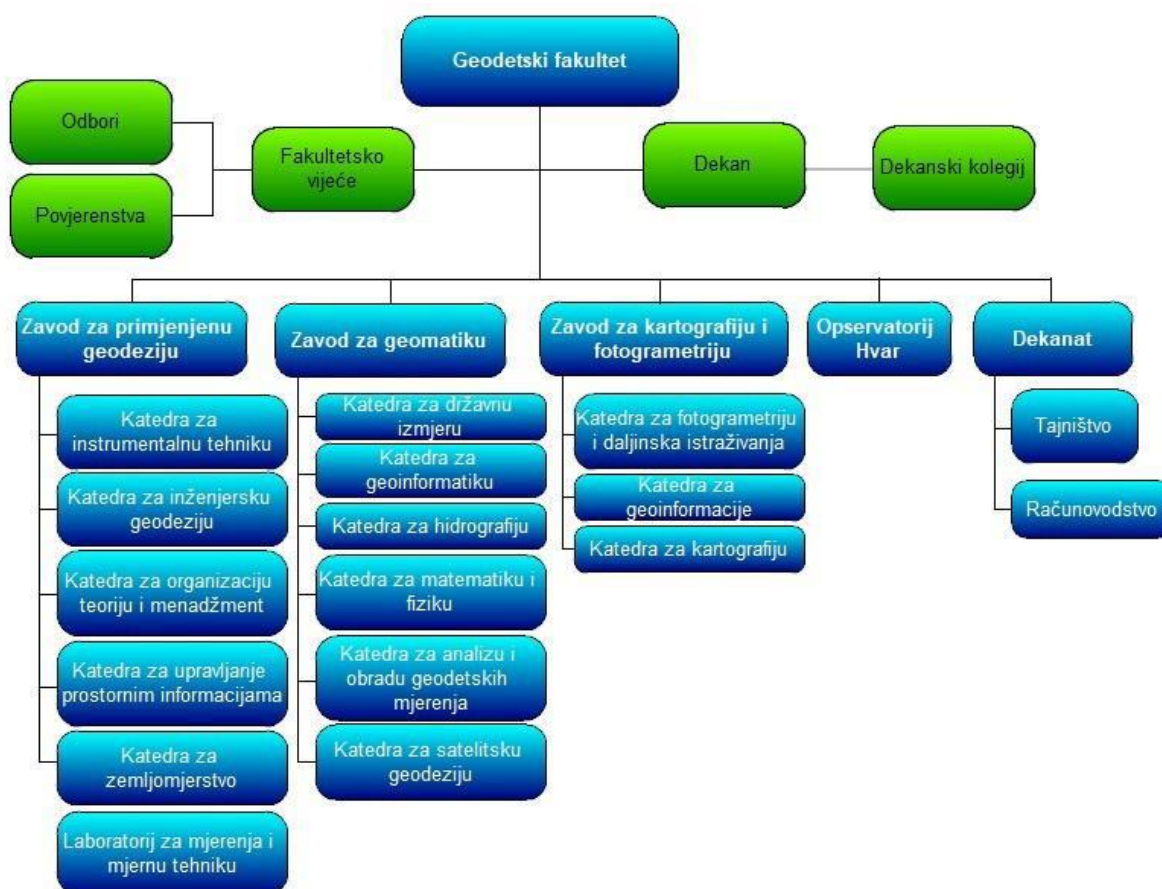 Geodetski fakultet
Odbori
Povjerenstva
Fakultetsko
vijeće
Dekan
Dekanski kolegij
Zavod za primjenjenu
geodeziju
Zavod za geomatiku
Zavod za kartografiju i
fotogrametriju
Opservatorij
Hvar
Dekanat
Katedra za
instrumentalnu tehniku
Katedra za inženjersku
geodeziju
Katedra za organizaciju
teoriju i menadžment
Katedra za upravljanje
prostornim informacijama
Katedra za
zemljomjerstvo
Laboratorij za mjerenja i
mjernu tehniku
Katedra za državnu
izmjeru
Katedra za
geoinformatiku
Katedra za hidrografiju
Katedra za matematiku i
fiziku
Katedra za analizu i
obradu geodetskih
mjerenja
Katedra za satelitsku
geodeziju
Katedra za fotogrametriju
i daljinska istraživanja
Katedra za
geoinformacije
Katedra za kartografiju
Tajništvo
Računovodstvo